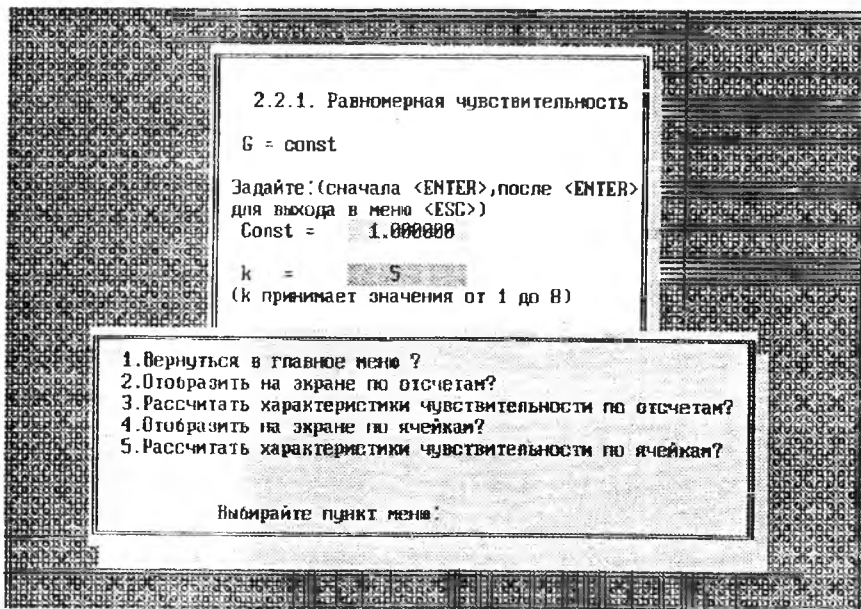 2.2.1. Равномерная чувствительность
G = const
Задайте:(сначала <ENTER>,после <ENTER>
для выхода в меню <ESC>)
Const = 1.000000
k = 5
(k принимает значения от 1 до 8)
1.Вернуться в главное меню ?
2.Отобразить на экране по отсчетам?
3.Рассчитать характеристики чувствительности по отсчетам?
4.Отобразить на экране по ячейкам?
5.Рассчитать характеристики чувствительности по ячейкам?
Выбирайте пункт меню: